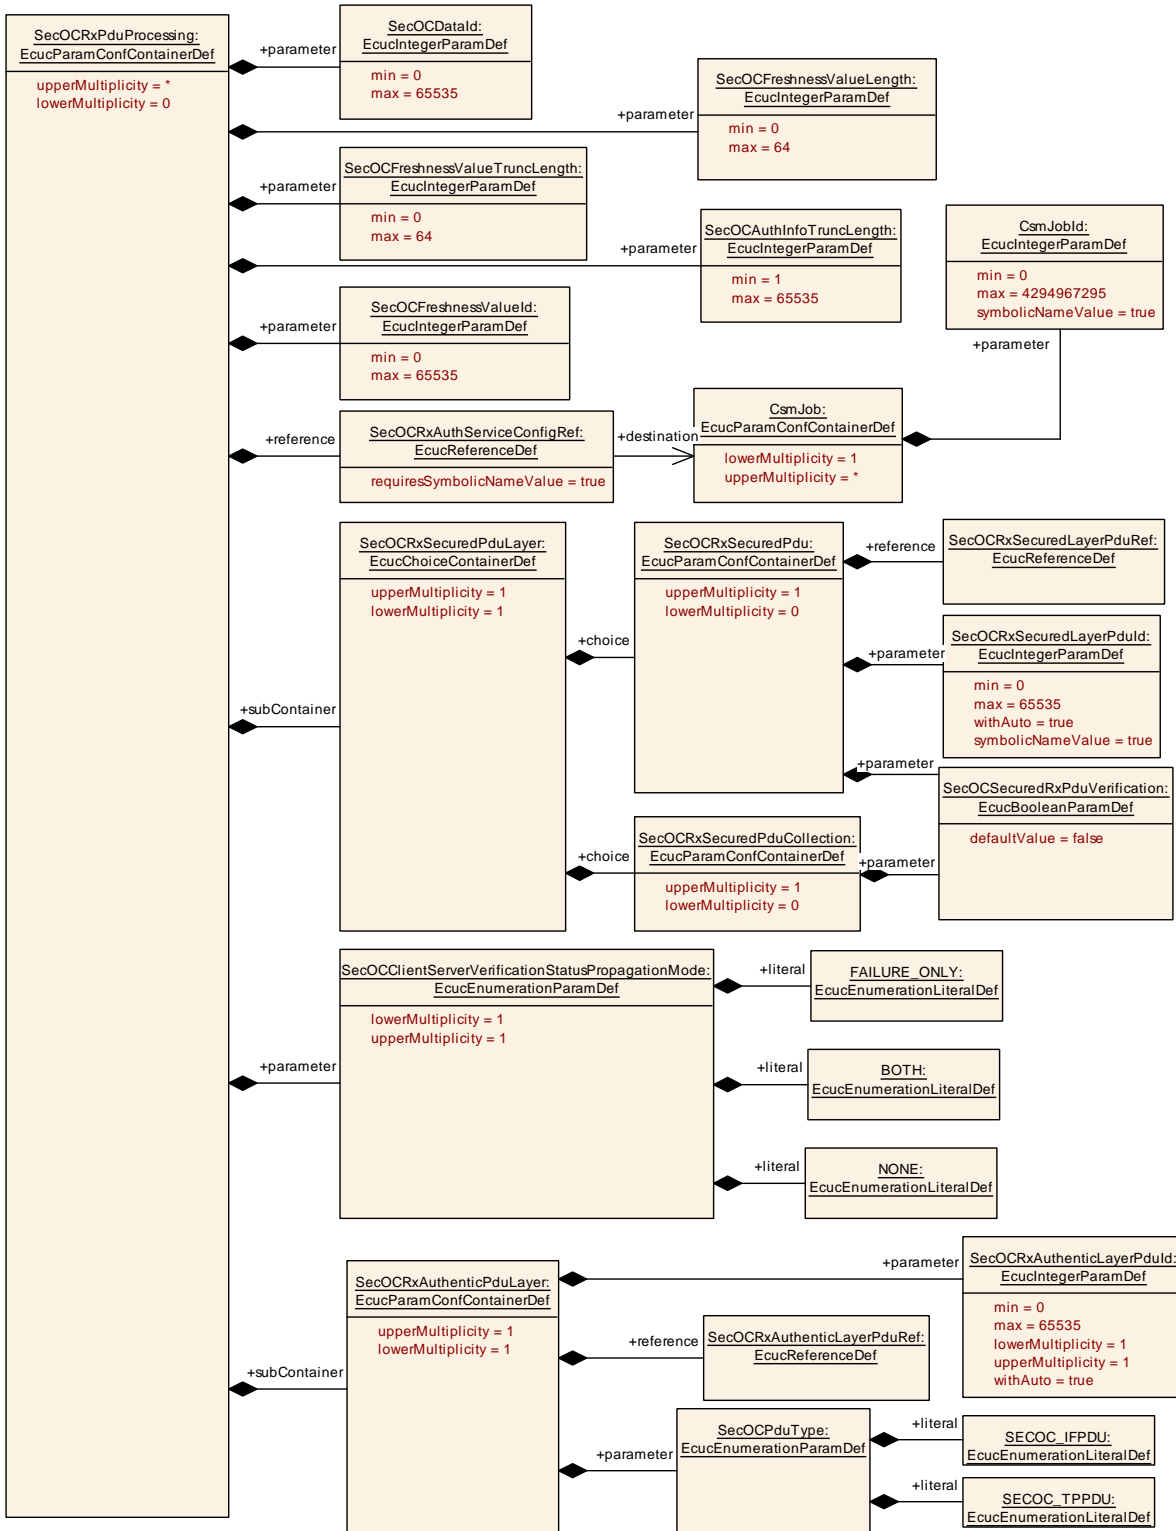 SecOCRxPduProcessing:
EcucParamConfContainerDef
upperMultiplicity = *
lowerMultiplicity = 0
+parameter
SecOCDataId:
EcucIntegerParamDef
min = 0
max = 65535
+parameter
SecOCFreshnessValueLength:
EcucIntegerParamDef
min = 0
max = 64
+parameter
SecOCFreshnessValueTruncLength:
EcucIntegerParamDef
min = 0
max = 64
+parameter
SecOCAuthInfoTruncLength:
EcucIntegerParamDef
min = 1
max = 65535
CsmJobId:
EcucIntegerParamDef
min = 0
max = 4294967295
symbolicNameValue = true
+parameter
+parameter
SecOCFreshnessValueId:
EcucIntegerParamDef
min = 0
max = 65535
+reference
SecOCRxAuthServiceConfigRef:
EcucReferenceDef
requiresSymbolicNameValue = true
+destination
CsmJob:
EcucParamConfContainerDef
lowerMultiplicity = 1
upperMultiplicity = *
+subContainer
SecOCRxSecuredPduLayer:
EcucChoiceContainerDef
upperMultiplicity = 1
lowerMultiplicity = 1
+choice
SecOCRxSecuredPdu:
EcucParamConfContainerDef
upperMultiplicity = 1
lowerMultiplicity = 0
+reference
SecOCRxSecuredLayerPduRef:
EcucReferenceDef
+parameter
SecOCRxSecuredLayerPduId:
EcucIntegerParamDef
min = 0
max = 65535
withAuto = true
symbolicNameValue = true
+parameter
SecOCSecuredRxPduVerification:
EcucBooleanParamDef
defaultValue = false
+choice
SecOCRxSecuredPduCollection:
EcucParamConfContainerDef
upperMultiplicity = 1
lowerMultiplicity = 0
+parameter
+parameter
SecOCClientServerVerificationStatusPropagationMode:
EcucEnumerationParamDef
lowerMultiplicity = 1
upperMultiplicity = 1
+literal
FAILURE_ONLY:
EcucEnumerationLiteralDef
+literal
BOTH:
EcucEnumerationLiteralDef
+literal
NONE:
EcucEnumerationLiteralDef
+subContainer
SecOCRxAuthenticPduLayer:
EcucParamConfContainerDef
upperMultiplicity = 1
lowerMultiplicity = 1
+parameter
SecOCRxAuthenticLayerPduId:
EcucIntegerParamDef
min = 0
max = 65535
lowerMultiplicity = 1
upperMultiplicity = 1
withAuto = true
+reference
SecOCRxAuthenticLayerPduRef:
EcucReferenceDef
+parameter
SecOCPduType:
EcucEnumerationParamDef
+literal
SECOC_IFPDU:
EcucEnumerationLiteralDef
+literal
SECOC_TPPDU:
EcucEnumerationLiteralDef